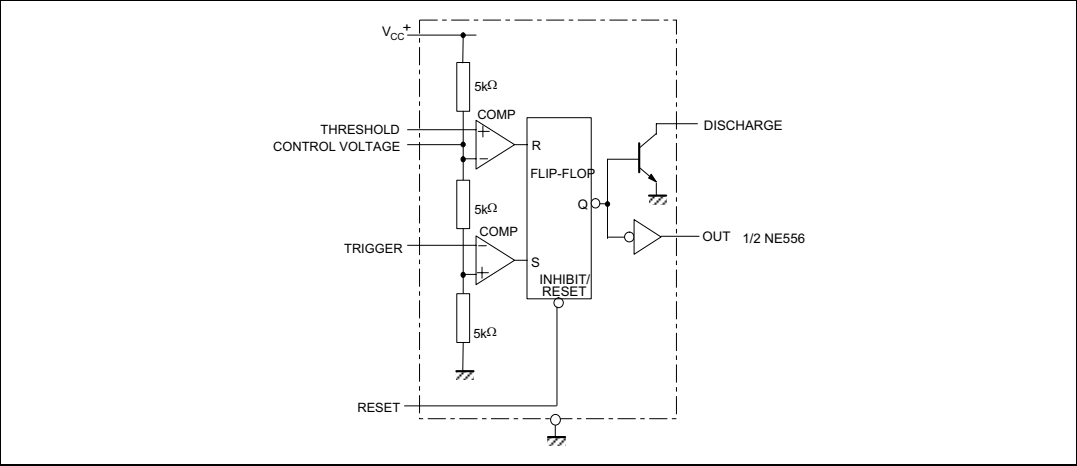 VCC+
5kΩ
COMP
THRESHOLD
+
CONTROL VOLTAGE
−
R
DISCHARGE
FLIP-FLOP
5kΩ
Q
COMP
TRIGGER
−
+
S
OUT 1/2 NE556
INHIBIT/
RESET
5kΩ
RESET